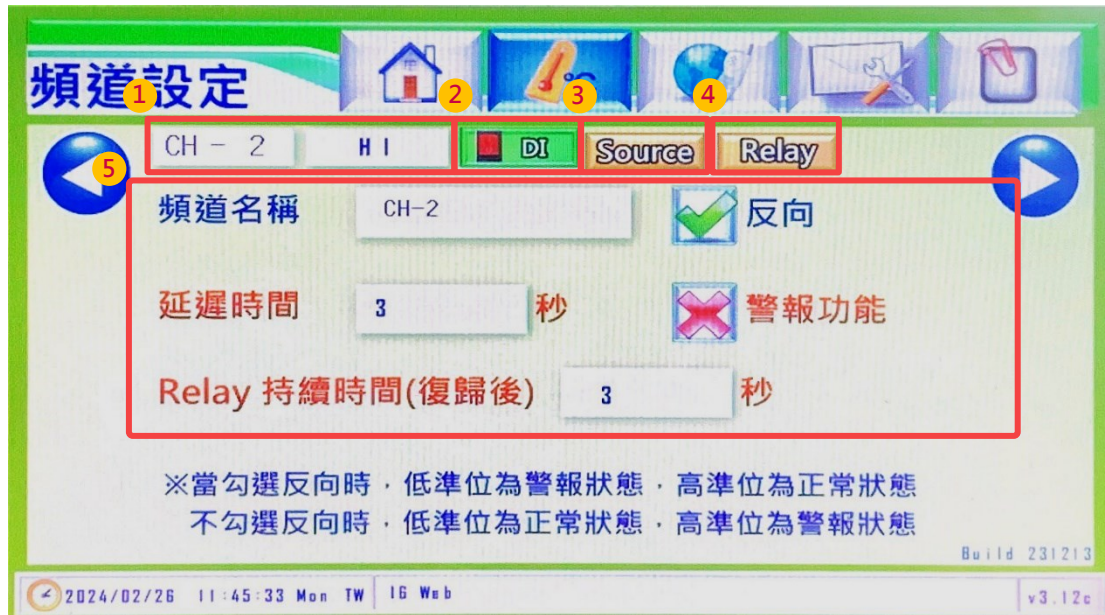 頻道設定
1 2 3 4
℃
CH - 2 HI DI Source Relay
5
頻道名稱 CH-2 反向
延遲時間 3 秒 警報功能
Relay 持續時間(復歸後) 3 秒
※當勾選反向時，低準位為警報狀態，高準位為正常狀態
不勾選反向時，低準位為正常狀態，高準位為警報狀態
Build 231213
2024/02/26 11:45:33 Mon TW IG Web v3.12c